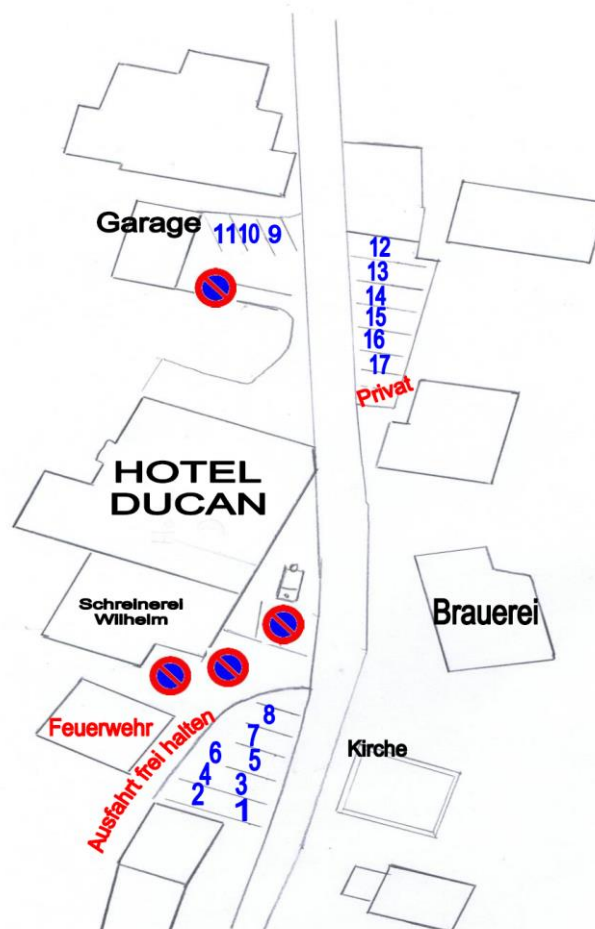 Garage
11 10 9
12
13
14
15
16
17
Privat
HOTEL
DUCAN
Schreinerei
Wilhelm
Brauerei
Feuerwehr
Ausfahrt frei halten
8
7
6
5
4
3
2
1
Kirche